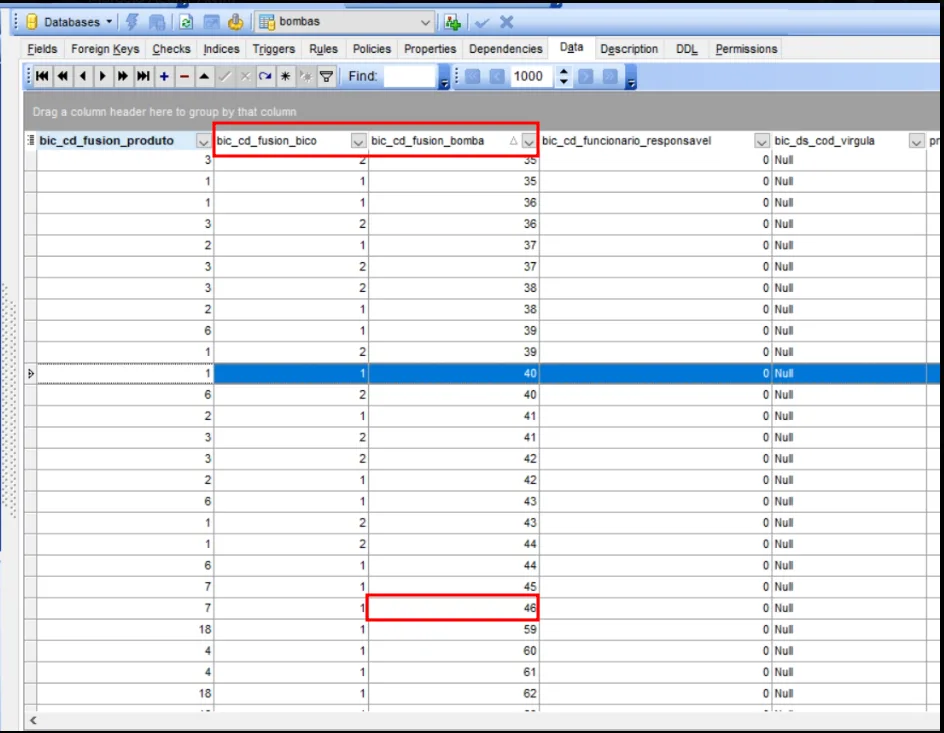 Databases bombas
Fields Foreign Keys Checks Indices Triggers Rules Policies Properties Dependencies Data Description DDL Permissions
Find: 1000
Drag a column header here to group by that column
bic_cd_fusion_produto bic_cd_fusion_bico bic_cd_fusion_bomba bic_cd_funcionario_responsavel bic_ds_cod_virgula pr
3 2 35 0 Null
1 1 35 0 Null
1 1 36 0 Null
3 2 36 0 Null
2 1 37 0 Null
3 2 37 0 Null
3 2 38 0 Null
2 1 38 0 Null
6 1 39 0 Null
1 2 39 0 Null
1 1 40 0 Null
6 2 40 0 Null
2 1 41 0 Null
3 2 41 0 Null
3 2 42 0 Null
2 1 42 0 Null
6 1 43 0 Null
1 2 43 0 Null
1 2 44 0 Null
6 1 44 0 Null
7 1 45 0 Null
7 1 46 0 Null
18 1 59 0 Null
4 1 60 0 Null
4 1 61 0 Null
18 1 62 0 Null